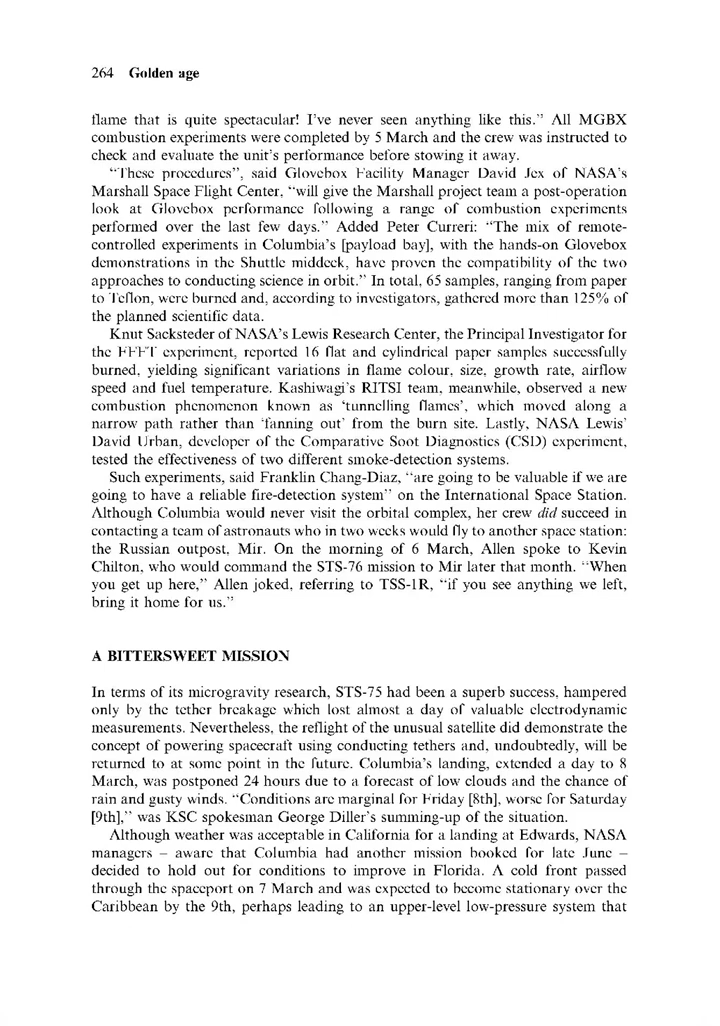 264 Golden age
flame that is quite spectacular! I've never seen anything like this." All MGBX
combustion experiments were completed by 5 March and the crew was instructed to
check and evaluate the unit's performance before stowing it away.
"These procedures", said Glovebox Facility Manager David Jex of NASA's
Marshall Space Flight Center, "will give the Marshall project team a post-operation
look at Glovebox performance following a range of combustion experiments
performed over the last few days." Added Peter Curreri: "The mix of remote-
controlled experiments in Columbia's [payload bay], with the hands-on Glovebox
demonstrations in the Shuttle middeck, have proven the compatibility of the two
approaches to conducting science in orbit." In total, 65 samples, ranging from paper
to Teflon, were burned and, according to investigators, gathered more than 125% of
the planned scientific data.
Knut Sacksteder of NASA's Lewis Research Center, the Principal Investigator for
the FFFT experiment, reported 16 flat and cylindrical paper samples successfully
burned, yielding significant variations in flame colour, size, growth rate, airflow
speed and fuel temperature. Kashiwagi's RITSI team, meanwhile, observed a new
combustion phenomenon known as 'tunnelling flames', which moved along a
narrow path rather than 'fanning out' from the burn site. Lastly, NASA Lewis'
David Urban, developer of the Comparative Soot Diagnostics (CSD) experiment,
tested the effectiveness of two different smoke-detection systems.
Such experiments, said Franklin Chang-Diaz, "are going to be valuable if we are
going to have a reliable fire-detection system" on the International Space Station.
Although Columbia would never visit the orbital complex, her crew did succeed in
contacting a team of astronauts who in two weeks would fly to another space station:
the Russian outpost, Mir. On the morning of 6 March, Allen spoke to Kevin
Chilton, who would command the STS-76 mission to Mir later that month. "When
you get up here," Allen joked, referring to TSS-1R, "if you see anything we left,
bring it home for us."
A BITTERSWEET MISSION
In terms of its microgravity research, STS-75 had been a superb success, hampered
only by the tether breakage which lost almost a day of valuable electrodynamic
measurements. Nevertheless, the reflight of the unusual satellite did demonstrate the
concept of powering spacecraft using conducting tethers and, undoubtedly, will be
returned to at some point in the future. Columbia's landing, extended a day to 8
March, was postponed 24 hours due to a forecast of low clouds and the chance of
rain and gusty winds. "Conditions are marginal for Friday [8th], worse for Saturday
[9th]," was KSC spokesman George Diller's summing-up of the situation.
Although weather was acceptable in California for a landing at Edwards, NASA
managers – aware that Columbia had another mission booked for late June –
decided to hold out for conditions to improve in Florida. A cold front passed
through the spaceport on 7 March and was expected to become stationary over the
Caribbean by the 9th, perhaps leading to an upper-level low-pressure system that